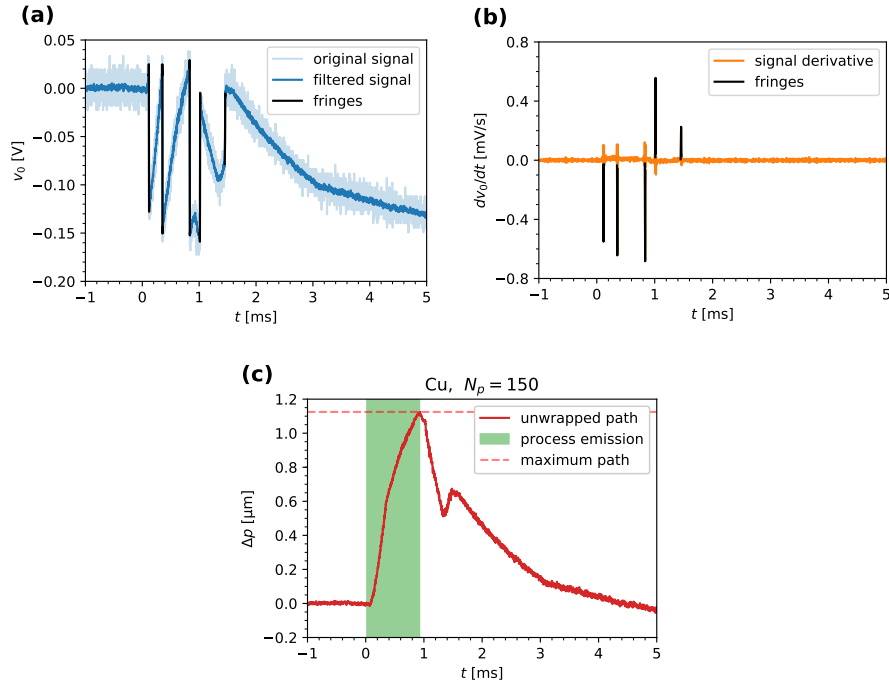 (a)
0.05
0.00
−0.05
−0.10
−0.15
−0.20
v0 [V]
original signal
filtered signal
fringes
−1 0 1 2 3 4 5
t [ms]
(b)
0.8
0.4
0.0
−0.4
−0.8
dv0/dt [mV/s]
signal derivative
fringes
−1 0 1 2 3 4 5
t [ms]
(c)
Cu, Np = 150
1.2
1.0
0.8
0.6
0.4
0.2
0.0
−0.2
Δp [μm]
unwrapped path
process emission
maximum path
−1 0 1 2 3 4 5
t [ms]